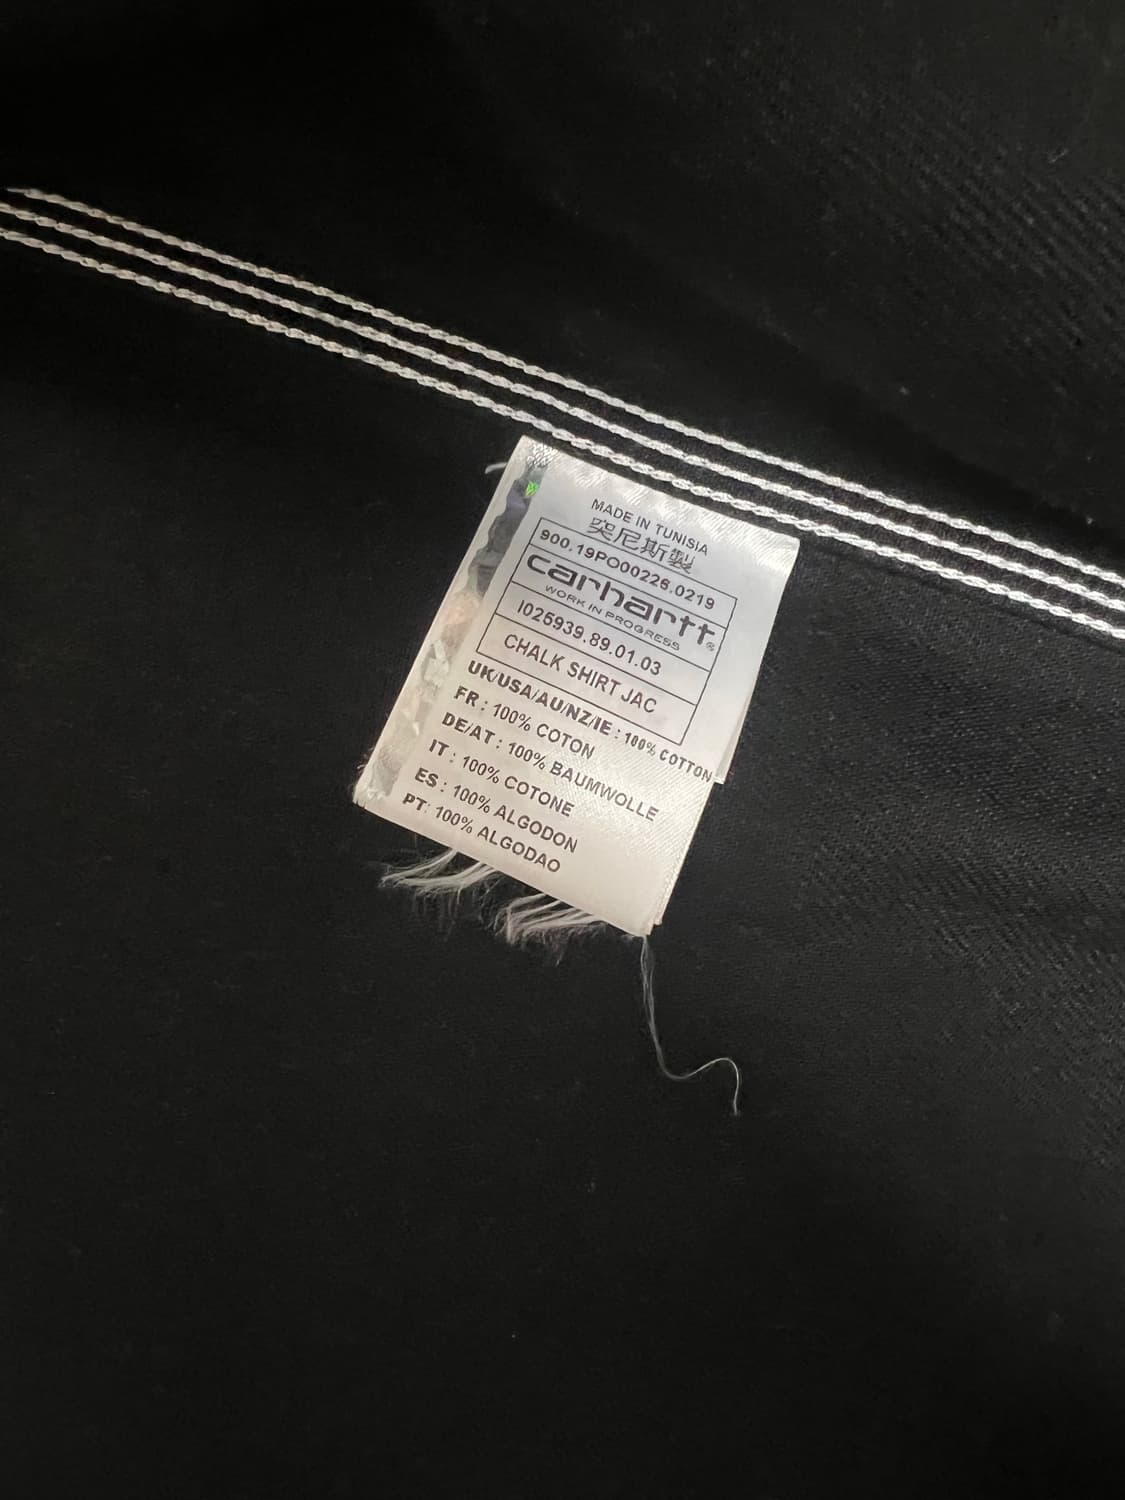 MADE IN TUNISIA
突尼斯製
900.19PO00226.0219
carhartt®
WORK IN PROGRESS
I025939.89.01.03
CHALK SHIRT JAC
UK/USA/AU/NZ/IE : 100% COTTON
FR : 100% COTON
DE/AT : 100% BAUMWOLLE
IT : 100% COTONE
ES : 100% ALGODON
PT: 100% ALGODAO